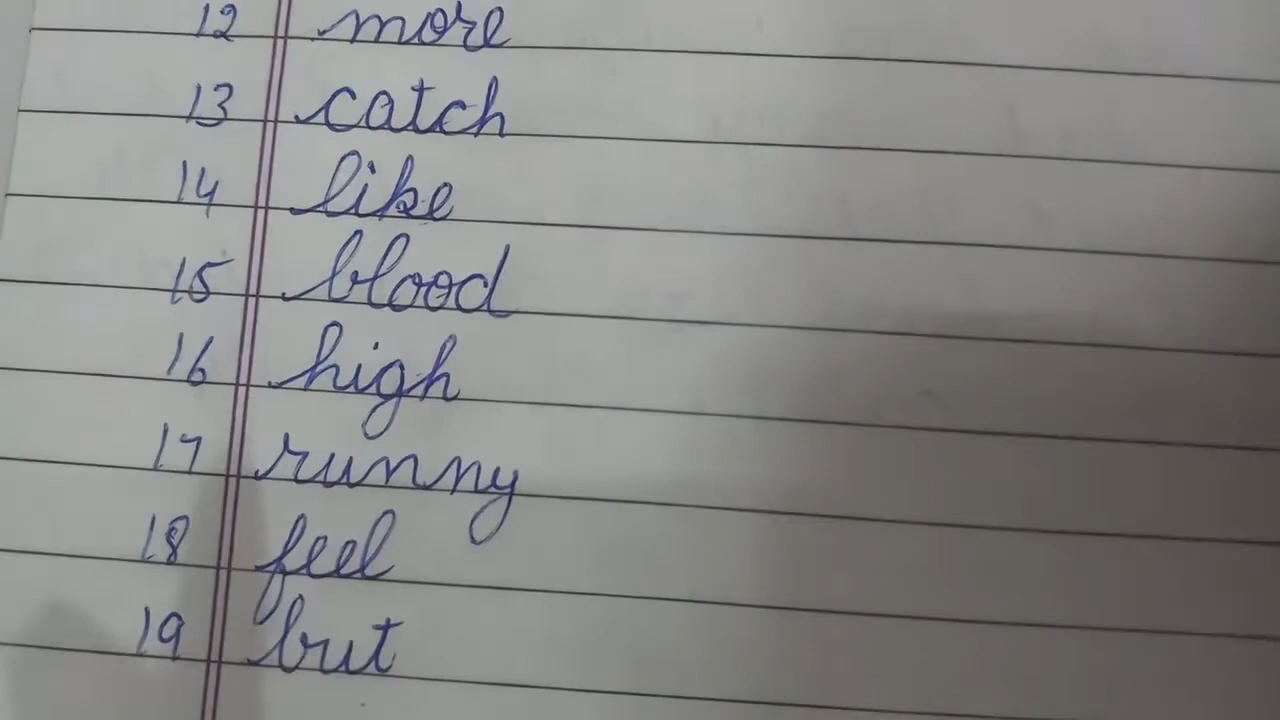 12 more
13 catch
14 like
15 blood
16 high
17 runny
18 feel
19 but